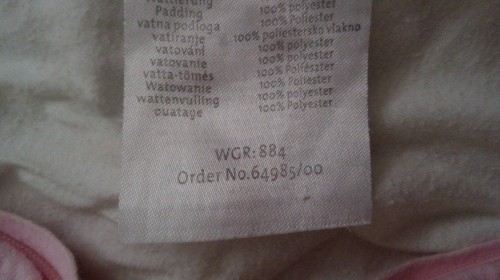 Wattierung
Padding 100% polyester
vatna podloga 100% Poliester
vatiranje 100% poliestersko vlakno
vatování 100% polyester
vatovanie 100% polyester
vatta-tömés 100% Poliészter
Watowanie 100% Poliester
wattenvulling 100% polyester
ouatage 100% Polyester
WGR: 884
Order No.64985/00